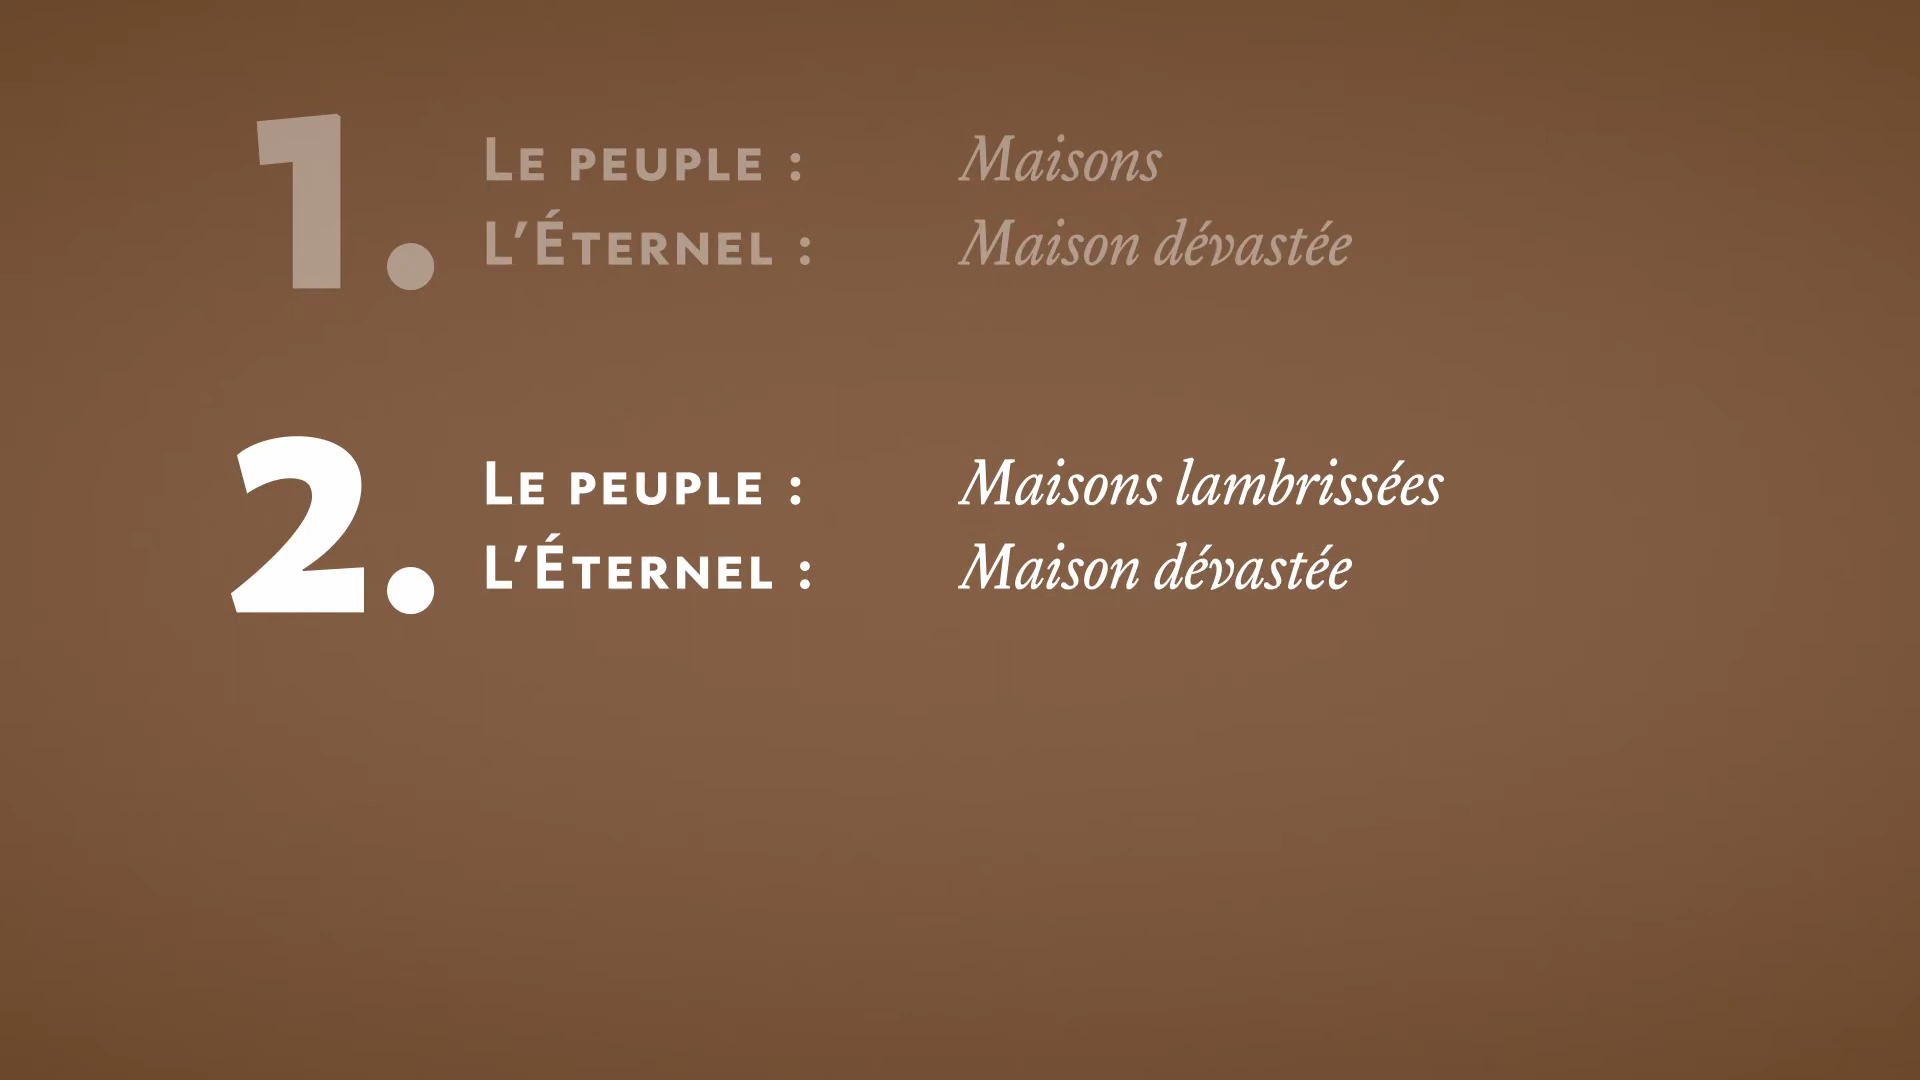 1. Le peuple : Maisons
L’Éternel : Maison dévastée
2. Le peuple : Maisons lambrissées
L’Éternel : Maison dévastée